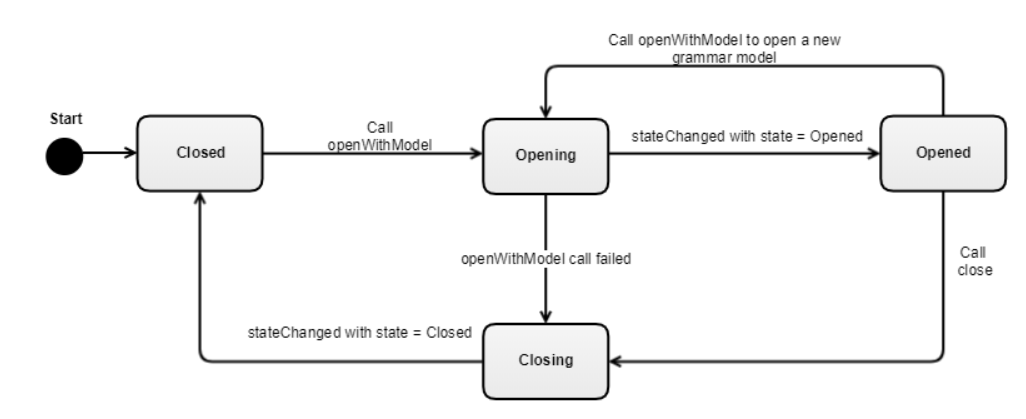 Call openWithModel to open a new
grammar model
Start
Call
openWithModel
stateChanged with state = Opened
Closed
Opening
Opened
openWithModel call failed
Call
close
stateChanged with state = Closed
Closing